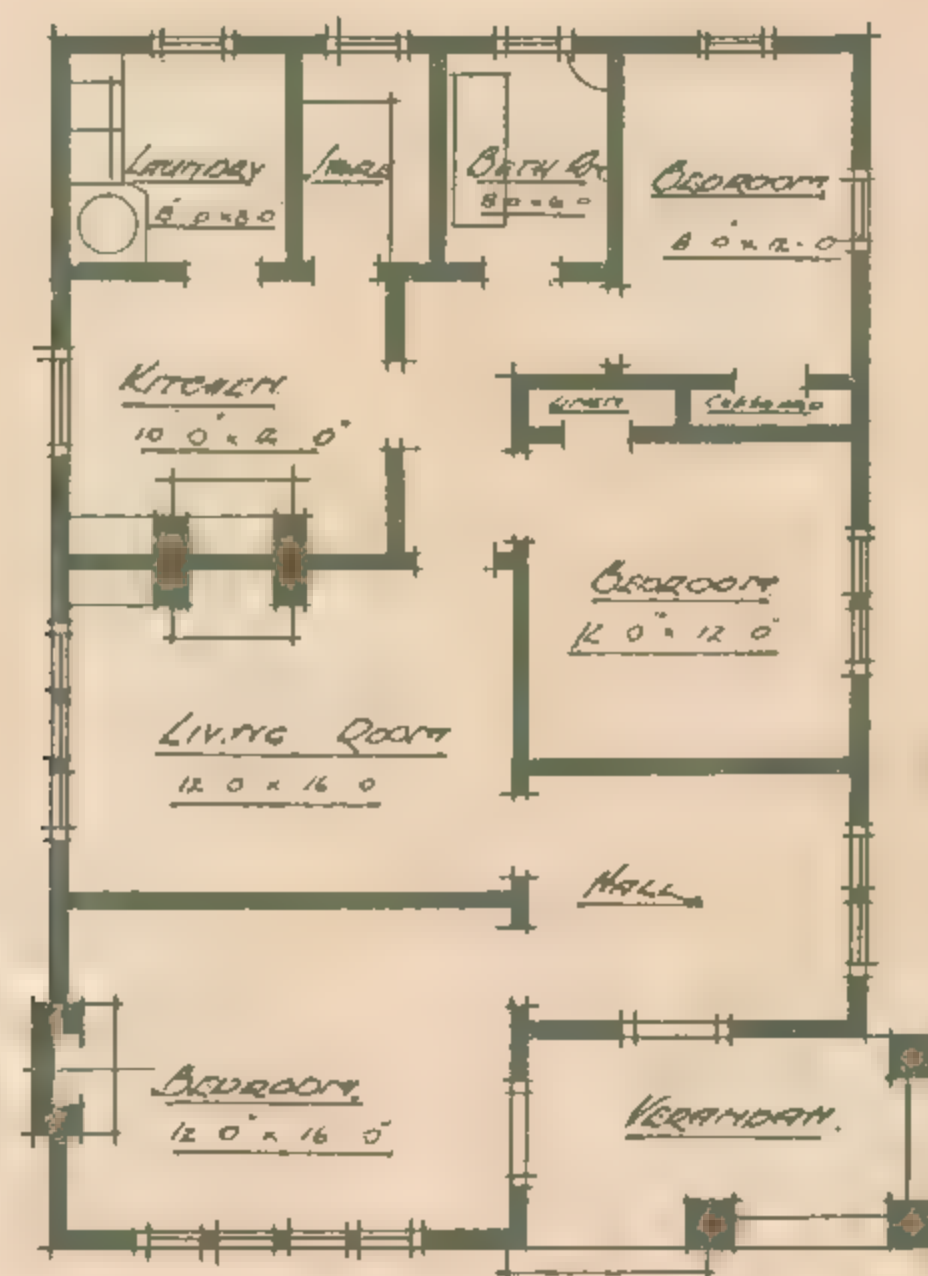 LAUNDRY
8' 0 x 8 0
BATH R
8 0 x 6 0
BEDROOM
8 0" x 12 0
KITCHEN
10 0" x 12 0"
LINEN
CUPBOARD
BEDROOM
12 0" x 12 0"
LIVING ROOM
12 0 x 16 0
HALL
BEDROOM
12 0" x 16 0"
VERANDAH